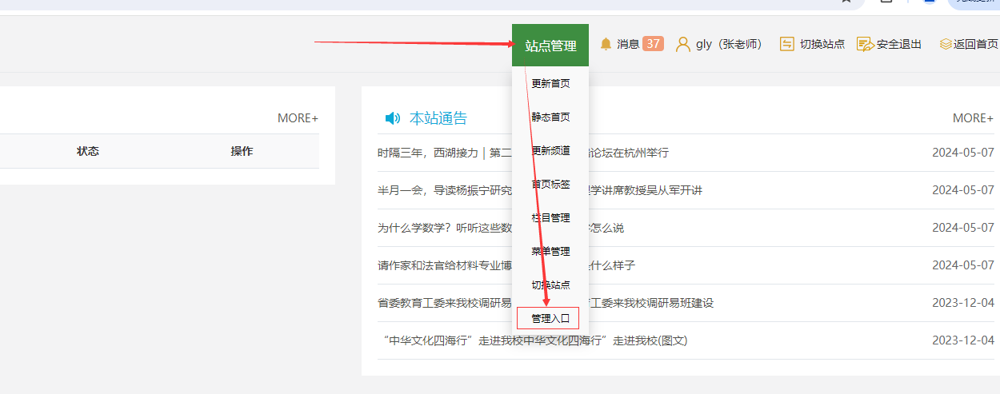 站点管理
消息 37
gly（张老师）
切换站点
安全退出
返回首页
更新首页
静态首页
更新频道
首页标签
栏目管理
菜单管理
切换站点
管理入口
MORE+
状态 操作
本站通告 MORE+
时隔三年，西湖接力｜第二 论坛在杭州举行 2024-05-07
半月一会，导读杨振宁研究 学讲席教授吴从军开讲 2024-05-07
为什么学数学？听听这些数 怎么说 2024-05-07
请作家和法官给材料专业博 是什么样子 2024-05-07
省委教育工委来我校调研易 工委来我校调研易班建设 2023-12-04
“中华文化四海行”走进我校中华文化四海行”走进我校(图文) 2023-12-04